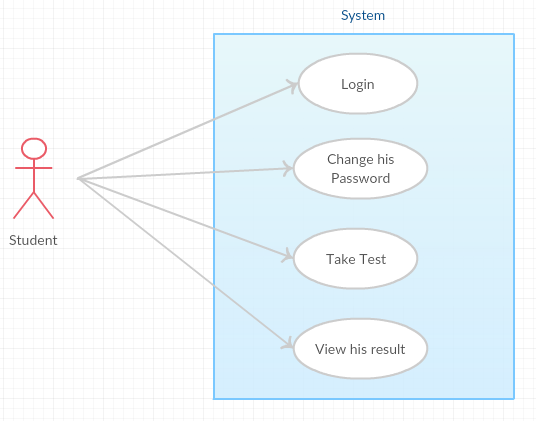 System
Login
Change his
Password
Take Test
View his result
Student